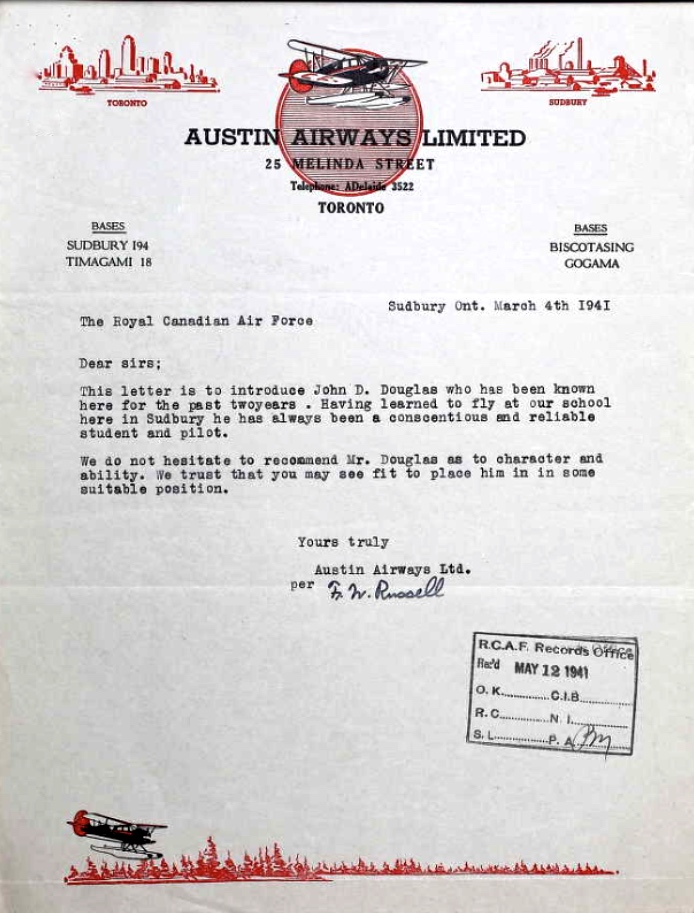 TORONTO
SUDBURY
AUSTIN AIRWAYS LIMITED
25 MELINDA STREET
Telephone: ADelaide 3522
TORONTO
BASES
SUDBURY 194
TIMAGAMI 18
BASES
BISCOTASING
GOGAMA
Sudbury Ont. March 4th 194I
The Royal Canadian Air Force
Dear sirs;
This letter is to introduce John D. Douglas who has been known
here for the past twoyears . Having learned to fly at our school
here in Sudbury he has always been a conscentious and reliable
student and pilot.
We do not hesitate to recommend Mr. Douglas as to character and
ability. We trust that you may see fit to place him in in some
suitable position.
Yours truly
Austin Airways Ltd.
per F. W. Russell
R.C.A.F. Records Office
Rec'd MAY 12 1941
O. K. C.I.B.
R. C. N. I.
S. L. P. A.